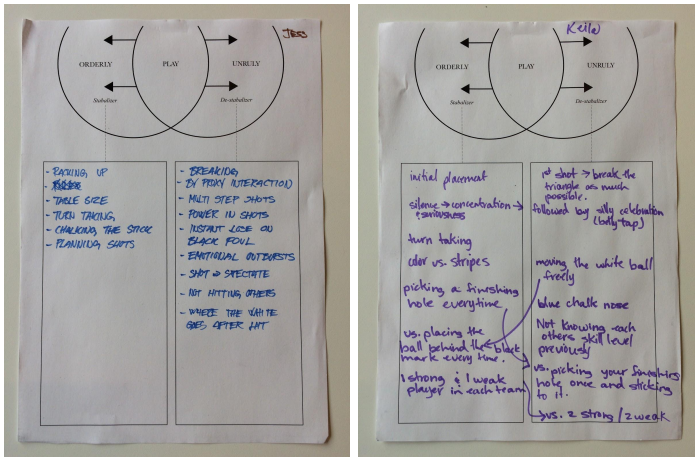 JESS
ORDERLY
PLAY
UNRULY
Stabalizer
De-stabalizer
- RACKING UP
- TABLE SIZE
- TURN TAKING
- CHALKING THE STICK
- PLANNING SHOTS
- BREAKING
- BY PROXY INTERACTION
- MULTI STEP SHOTS
- POWER IN SHOTS
- INSTANT LOSE ON
BLACK FOUL
- EMOTIONAL OUTBURSTS
- SHOT → SPECTATE
- NOT HITTING OTHERS
- WHERE THE WHITE
GOES AFTER HIT
Keila
ORDERLY
PLAY
UNRULY
Stabalizer
De-stabalizer
initial placement
silence → concentration →
seriousness
turn taking
color vs. stripes
picking a finishing
hole everytime
vs. placing the
ball behind the black
mark every time.
1 strong & 1 weak
player in each team
1st shot → break the
triangle as much
possible.
followed by silly celebration
(belly tap)
moving the white ball
freely
blue chalk nose
Not knowing each
others skill level
previously
vs. picking your finishing
hole once and sticking
to it.
vs. 2 strong / 2 weak